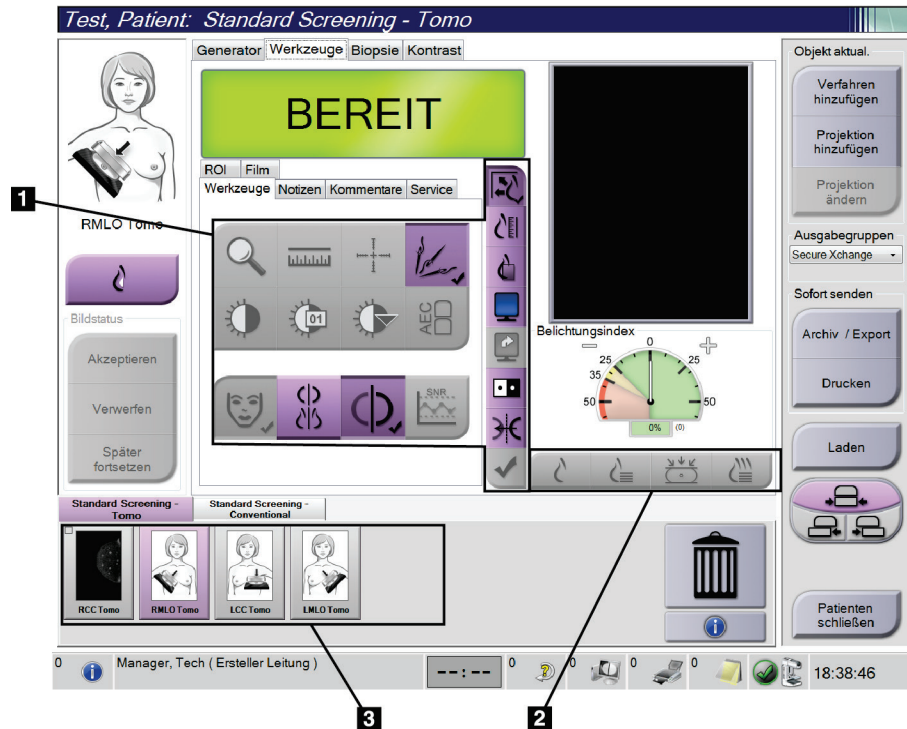 Test, Patient: Standard Screening - Tomo
Generator Werkzeuge Biopsie Kontrast
BEREIT
ROI Film
Werkzeuge Notizen Kommentare Service
1
RMLO Tomo
Bildstatus
Akzeptieren
Verwerfen
Später
fortsetzen
01
AEC
SNR
Belichtungsindex
0
25
25
35
50
50
0% (0)
Objekt aktual.
Verfahren
hinzufügen
Projektion
hinzufügen
Projektion
ändern
Ausgabegruppen
Secure Xchange
Sofort senden
Archiv / Export
Drucken
Laden
Patienten
schließen
Standard Screening -
Tomo
Standard Screening -
Conventional
RCC Tomo
RMLO Tomo
LCC Tomo
LMLO Tomo
0
Manager, Tech ( Ersteller Leitung )
--:--
0
0
0
0
18:38:46
3
2